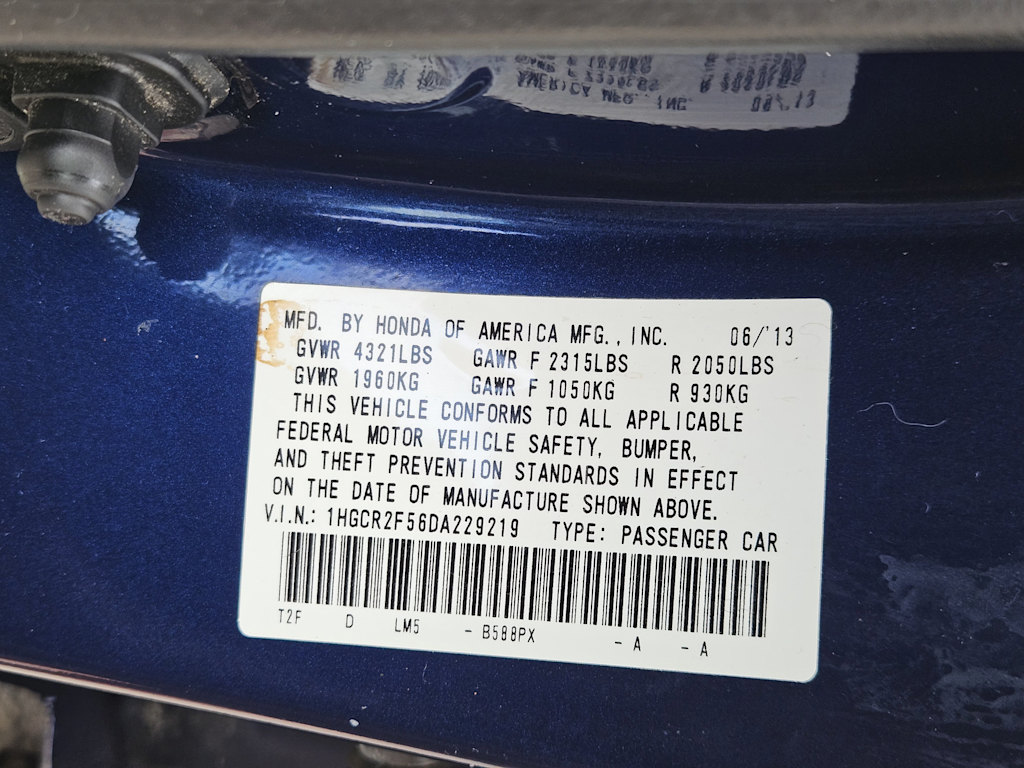 MFD. BY HONDA OF AMERICA MFG., INC. 06/'13
GVWR 4321LBS GAWR F 2315LBS R 2050LBS
GVWR 1960KG GAWR F 1050KG R 930KG
THIS VEHICLE CONFORMS TO ALL APPLICABLE
FEDERAL MOTOR VEHICLE SAFETY, BUMPER,
AND THEFT PREVENTION STANDARDS IN EFFECT
ON THE DATE OF MANUFACTURE SHOWN ABOVE.
V.I.N.: 1HGCR2F56DA229219 TYPE: PASSENGER CAR
T2F D LM5 - B588PX - A - A